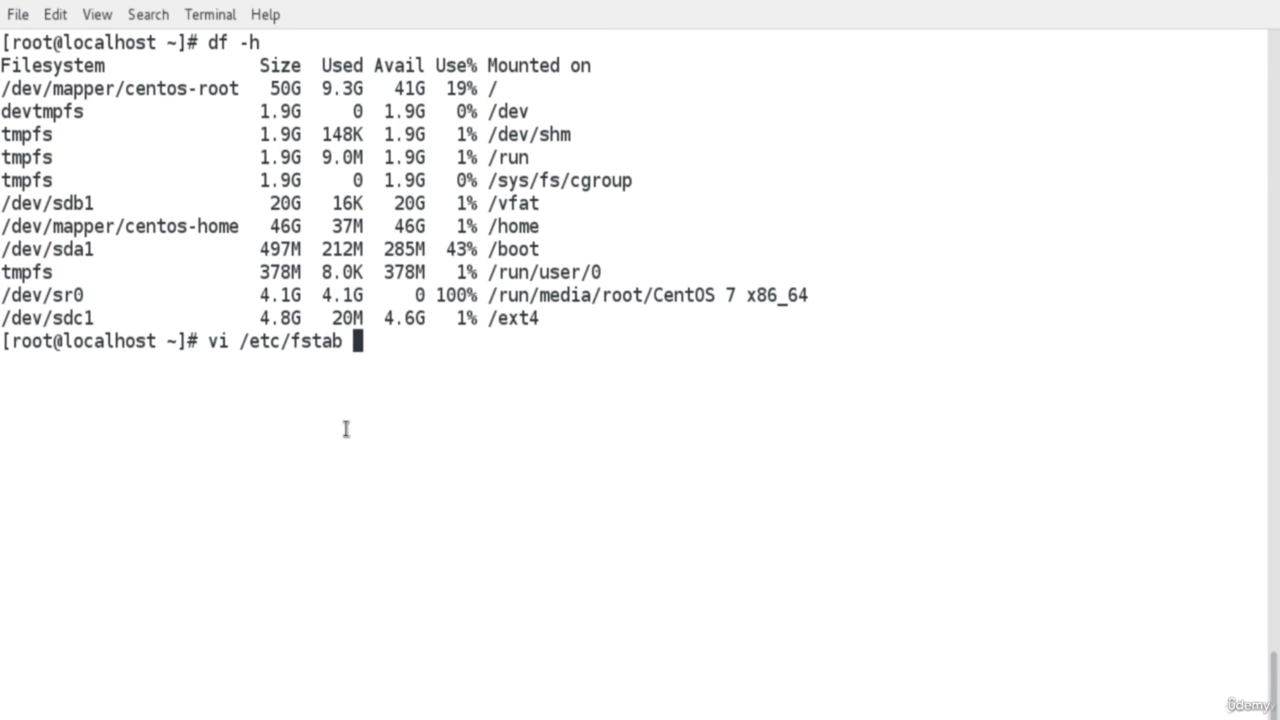 File Edit View Search Terminal Help
[root@localhost ~]# df -h
Filesystem Size Used Avail Use% Mounted on
/dev/mapper/centos-root 50G 9.3G 41G 19% /
devtmpfs 1.9G 0 1.9G 0% /dev
tmpfs 1.9G 148K 1.9G 1% /dev/shm
tmpfs 1.9G 9.0M 1.9G 1% /run
tmpfs 1.9G 0 1.9G 0% /sys/fs/cgroup
/dev/sdb1 20G 16K 20G 1% /vfat
/dev/mapper/centos-home 46G 37M 46G 1% /home
/dev/sda1 497M 212M 285M 43% /boot
tmpfs 378M 8.0K 378M 1% /run/user/0
/dev/sr0 4.1G 4.1G 0 100% /run/media/root/CentOS 7 x86_64
/dev/sdc1 4.8G 20M 4.6G 1% /ext4
[root@localhost ~]# vi /etc/fstab
Udemy